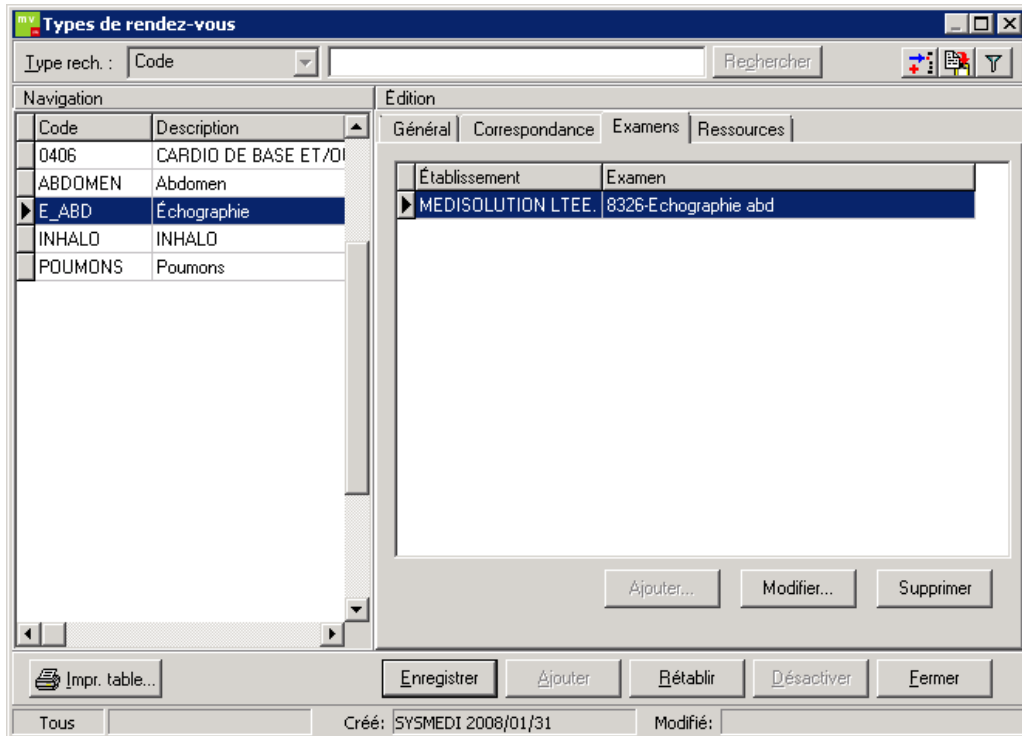 mv Types de rendez-vous
Type rech. : Code Rechercher
Navigation
Code Description
0406 CARDIO DE BASE ET/OU
ABDOMEN Abdomen
E_ABD Échographie
INHALO INHALO
POUMONS Poumons
Édition
Général Correspondance Examens Ressources
Établissement Examen
MEDISOLUTION LTEE. 8326-Echographie abd
Ajouter... Modifier... Supprimer
Impr. table... Enregistrer Ajouter Rétablir Désactiver Fermer
Tous Créé: SYSMEDI 2008/01/31 Modifié: